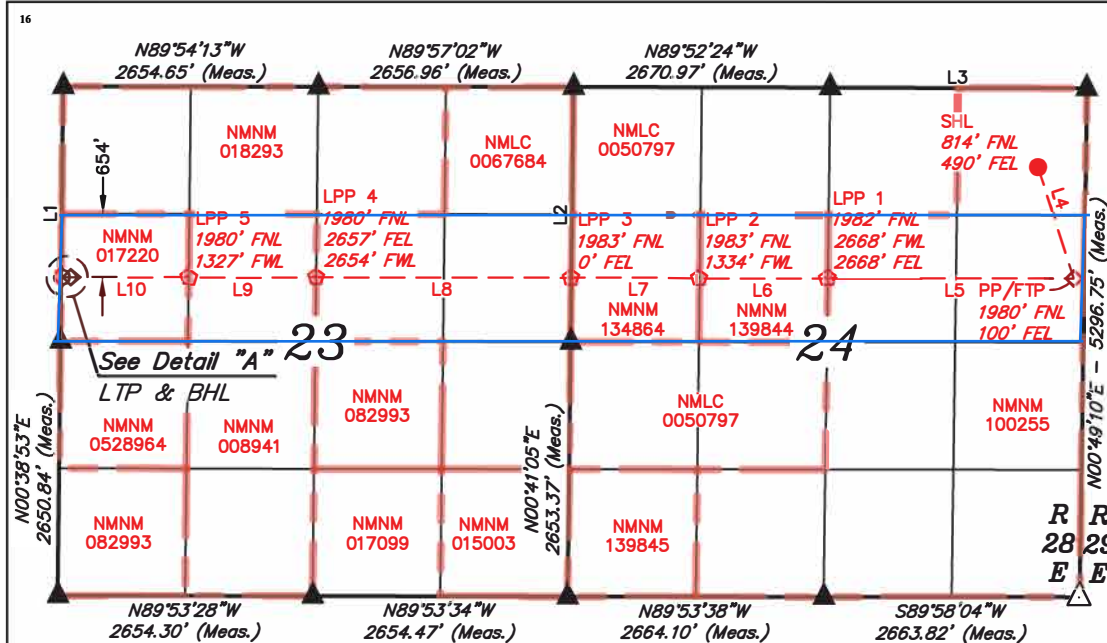 16
N89°54'13"W
2654.65' (Meas.)
N89°57'02"W
2656.96' (Meas.)
N89°52'24"W
2670.97' (Meas.)
L3
NMNM
018293
NMLC
0067684
NMLC
0050797
SHL
814' FNL
490' FEL
654'
L1
L2
L4
NMNM
017220
LPP 5
1980' FNL
1327' FWL
LPP 4
1980' FNL
2657' FEL
2654' FWL
LPP 3
1983' FNL
0' FEL
LPP 2
1983' FNL
1334' FWL
LPP 1
1982' FNL
2668' FWL
2668' FEL
L10
L9
L8
L7
L6
L5
PP/FTP
1980' FNL
100' FEL
NMNM
134864
NMNM
139844
23
24
See Detail "A"
LTP & BHL
N00°49'10"E - 5296.75' (Meas.)
NMNM
0528964
NMNM
008941
NMNM
082993
NMLC
0050797
NMNM
100255
N00°38'53"E
2650.84' (Meas.)
N00°41'05"E
2653.37' (Meas.)
NMNM
082993
NMNM
017099
NMNM
015003
NMNM
139845
R R
28 29
E E
N89°53'28"W
2654.30' (Meas.)
N89°53'34"W
2654.47' (Meas.)
N89°53'38"W
2664.10' (Meas.)
S89°58'04"W
2663.82' (Meas.)